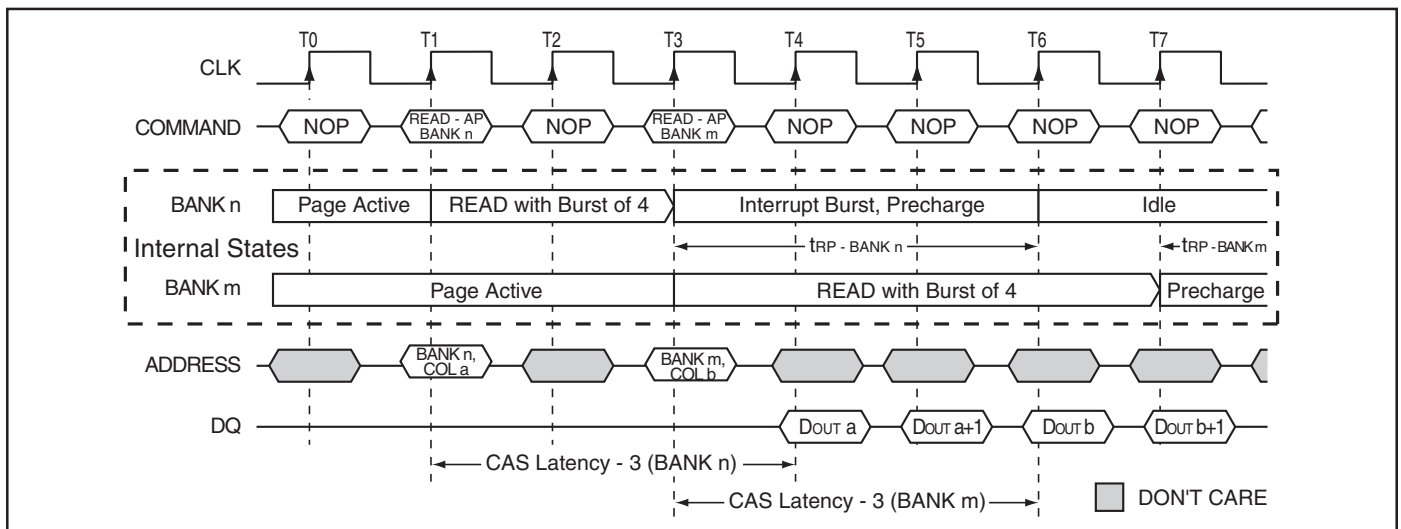 T0 T1 T2 T3 T4 T5 T6 T7
CLK
COMMAND NOP READ - AP BANK n NOP READ - AP BANK m NOP NOP NOP NOP
BANK n Page Active READ with Burst of 4 Interrupt Burst, Precharge Idle
Internal States tRP - BANK n tRP - BANK m
BANK m Page Active READ with Burst of 4 Precharge
ADDRESS BANK n, COL a BANK m, COL b
DQ DOUT a DOUT a+1 DOUT b DOUT b+1
CAS Latency - 3 (BANK n)
CAS Latency - 3 (BANK m) DON'T CARE